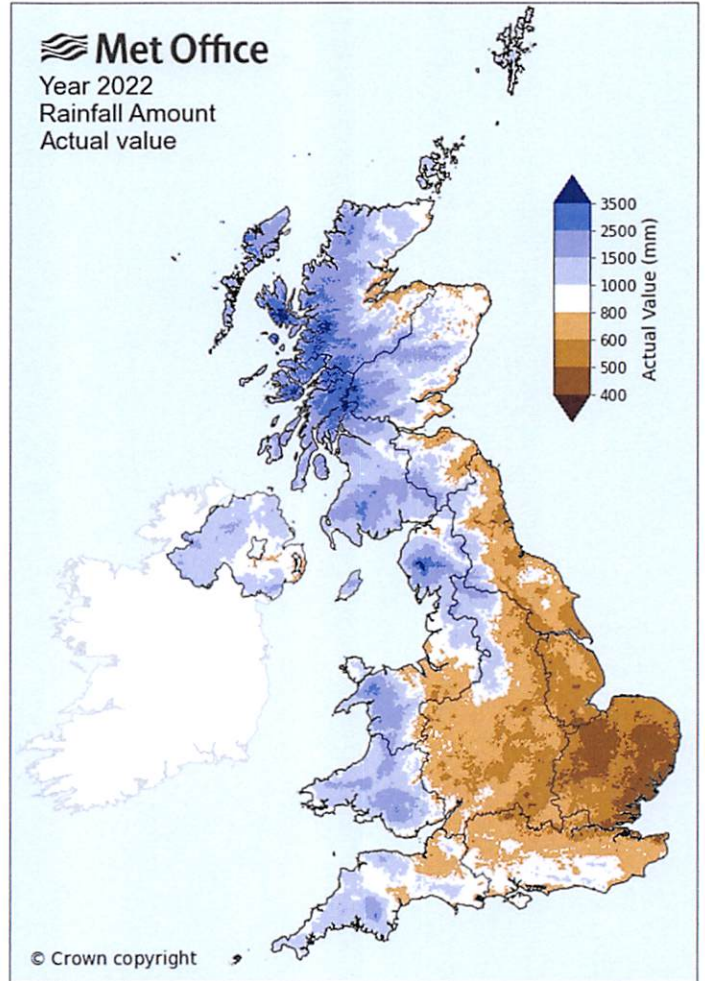 Met Office
Year 2022
Rainfall Amount
Actual value
3500
2500
1500
1000
800
600
500
400
Actual Value (mm)
© Crown copyright